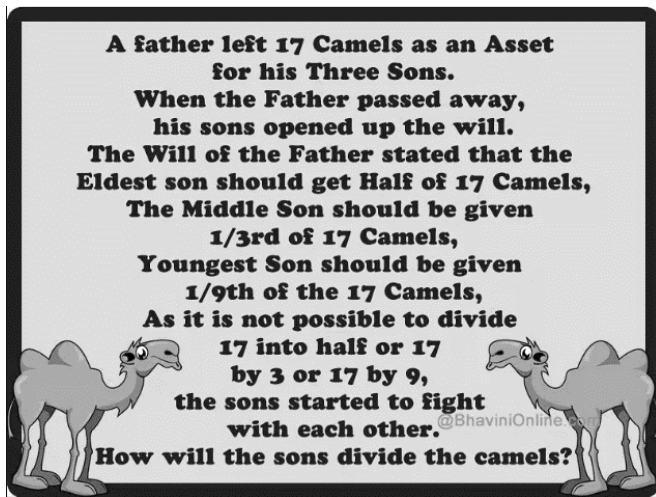 A father left 17 Camels as an Asset
for his Three Sons.
When the Father passed away,
his sons opened up the will.
The Will of the Father stated that the
Eldest son should get Half of 17 Camels,
The Middle Son should be given
1/3rd of 17 Camels,
Youngest Son should be given
1/9th of the 17 Camels,
As it is not possible to divide
17 into half or 17
by 3 or 17 by 9,
the sons started to fight
@BhaviniOnline.com
with each other.
How will the sons divide the camels?